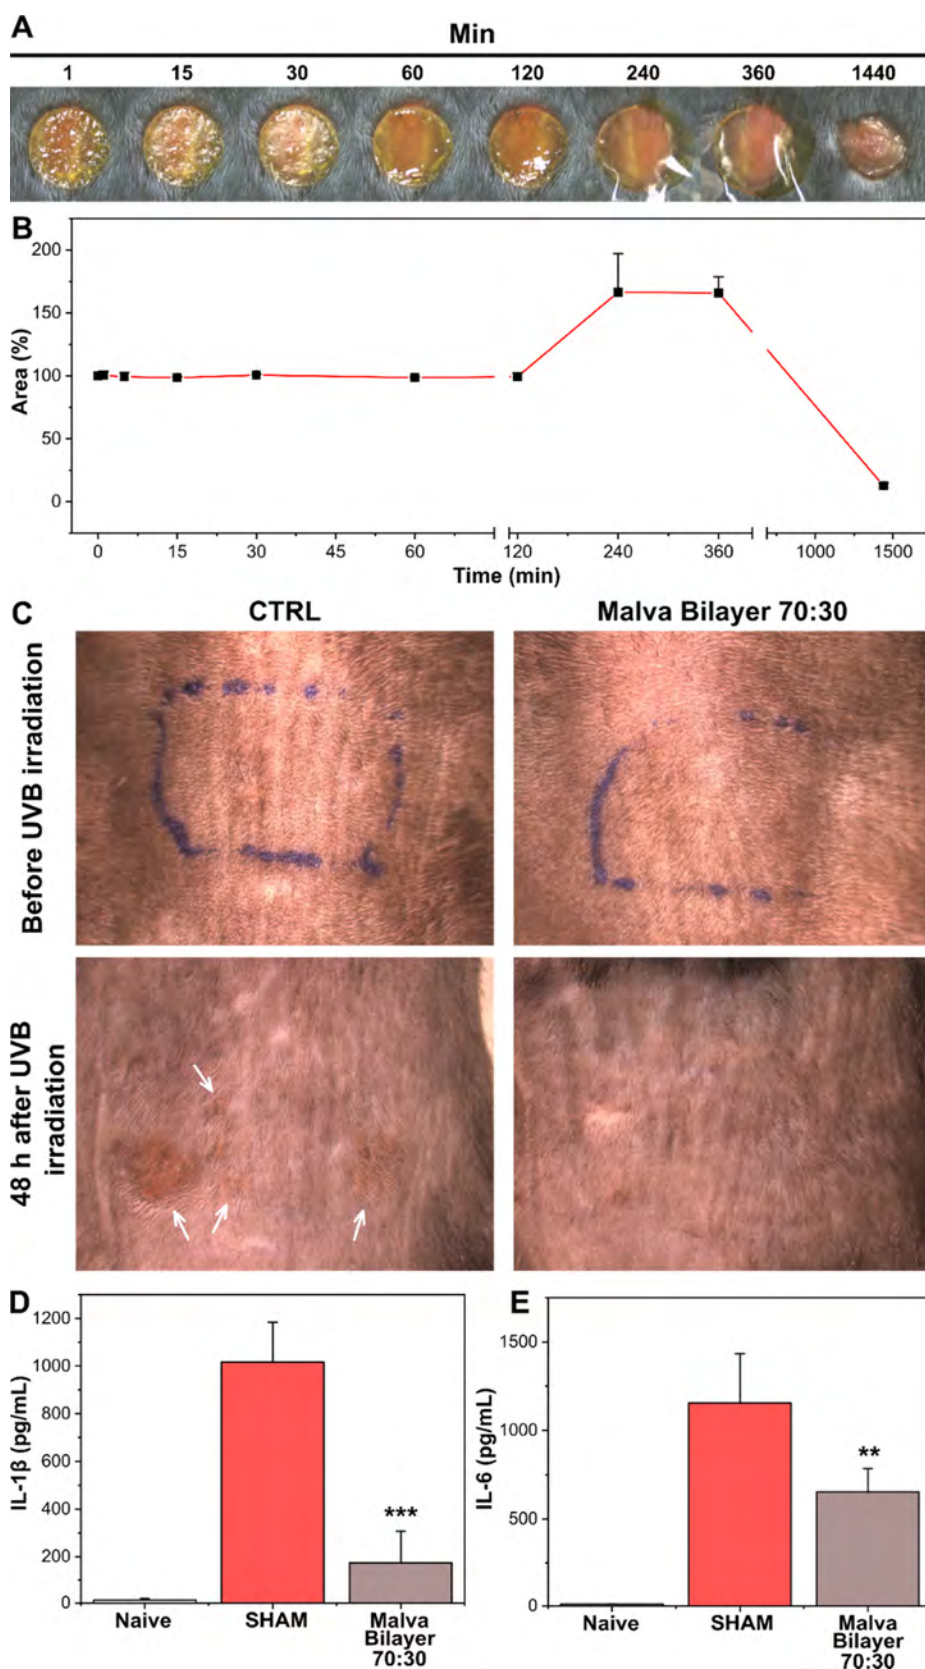 A
Min
1 15 30 60 120 240 360 1440
B
200
150
100
50
0
Area (%)
0 15 30 45 60 120 240 360 1000 1500
Time (min)
C
CTRL
Malva Bilayer 70:30
Before UVB irradiation
48 h after UVB
irradiation
D
1200
1000
800
600
400
200
0
IL-1β (pg/mL)
***
Naive
SHAM
Malva
Bilayer
70:30
E
1500
1000
500
0
IL-6 (pg/mL)
**
Naive
SHAM
Malva
Bilayer
70:30